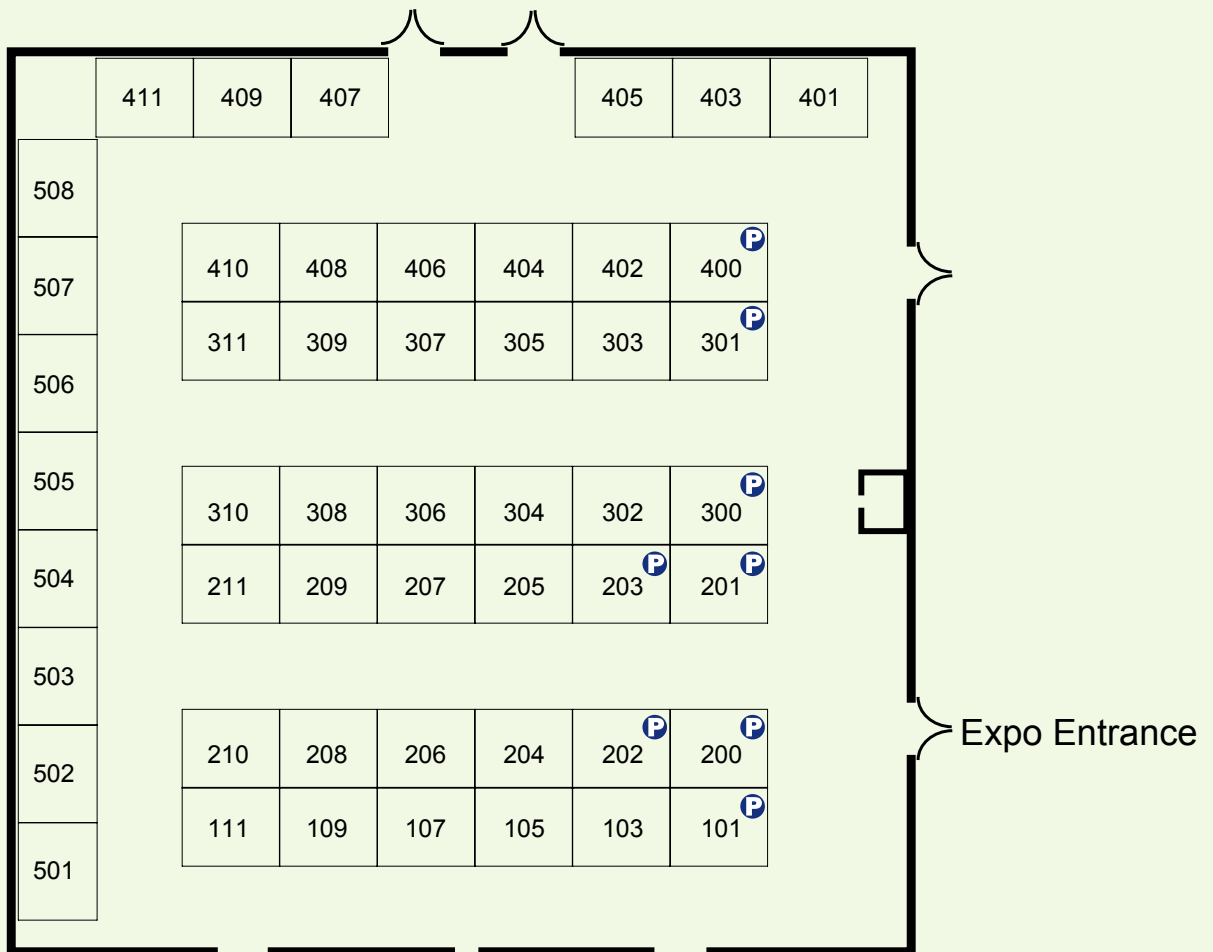 411 409 407 405 403 401
508
507
506
505
504
503
502
501
P
410 408 406 404 402 400
P
311 309 307 305 303 301
P
310 308 306 304 302 300
P P
211 209 207 205 203 201
P P
210 208 206 204 202 200
P
111 109 107 105 103 101
Expo Entrance